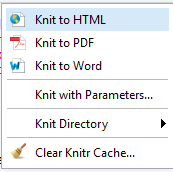 Knit to HTML
Knit to PDF
Knit to Word
Knit with Parameters...
Knit Directory
Clear Knitr Cache...